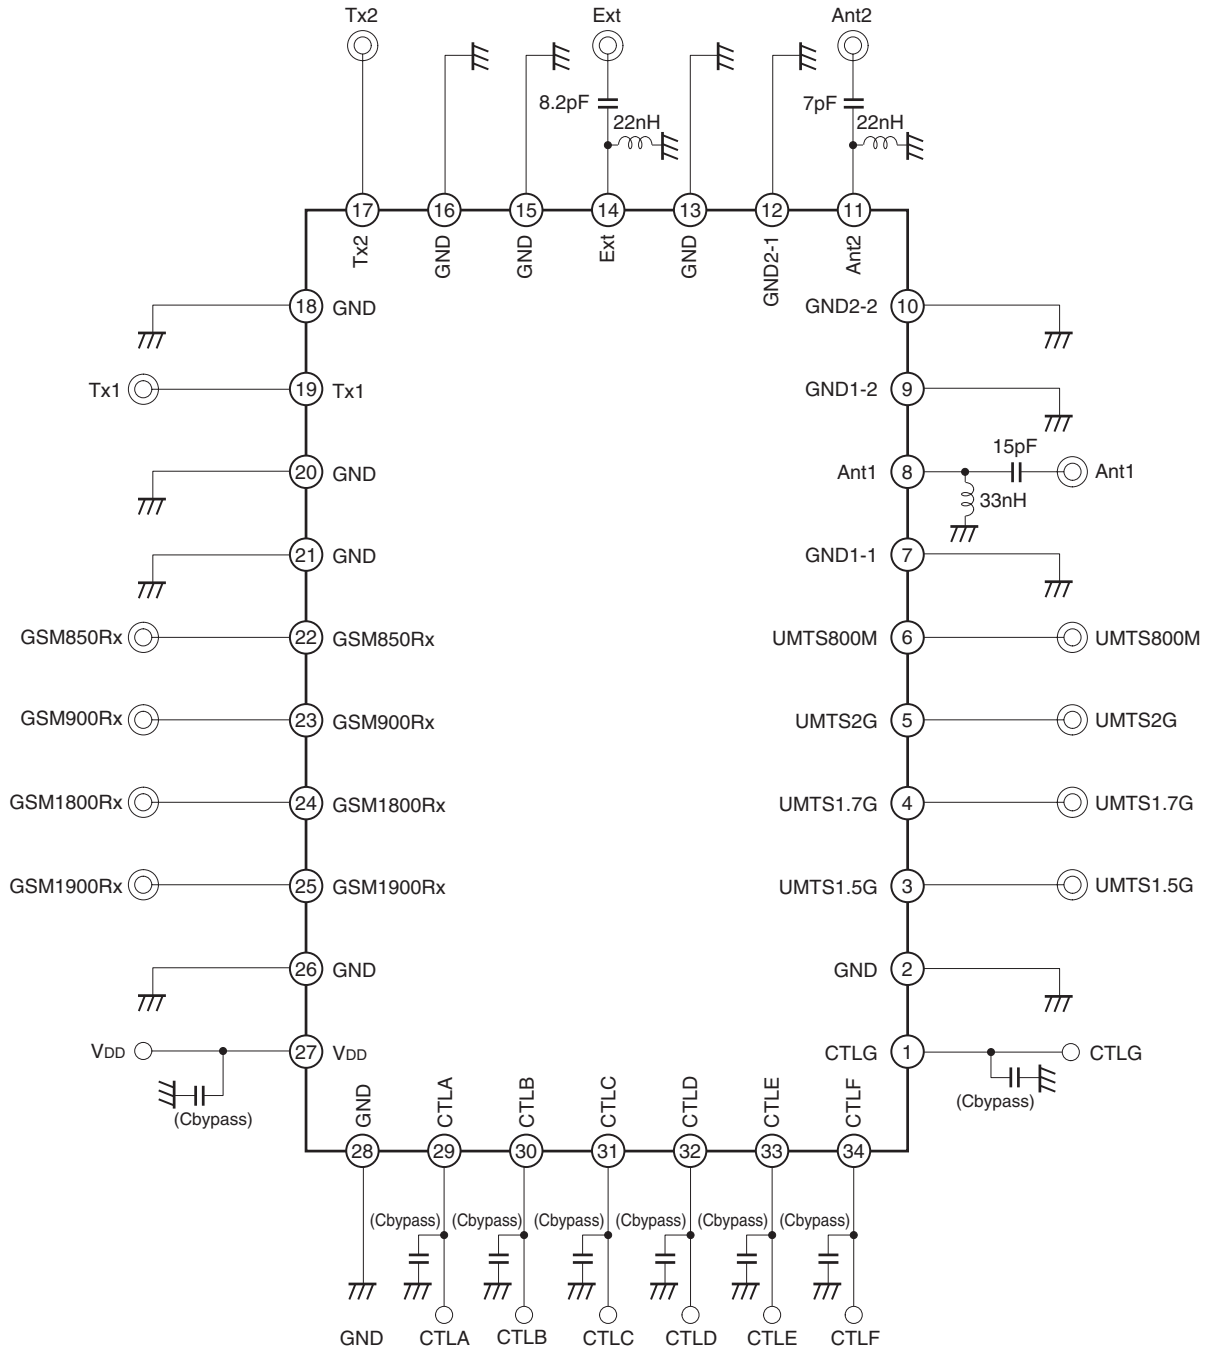 Tx2 Ext Ant2
8.2pF 7pF
22nH 22nH
17 16 15 14 13 12 11
Tx2 GND GND Ext GND GND2-1 Ant2
18 GND GND2-2 10
GND1-2 9
Tx1 19 Tx1
15pF
20 GND Ant1 8 Ant1
33nH
21 GND GND1-1 7
GSM850Rx 22 GSM850Rx UMTS800M 6 UMTS800M
GSM900Rx 23 GSM900Rx UMTS2G 5 UMTS2G
GSM1800Rx 24 GSM1800Rx UMTS1.7G 4 UMTS1.7G
GSM1900Rx 25 GSM1900Rx UMTS1.5G 3 UMTS1.5G
26 GND GND 2
VDD 27 VDD CTLG 1 CTLG
(Cbypass) (Cbypass)
GND CTLA CTLB CTLC CTLD CTLE CTLF
28 29 30 31 32 33 34
(Cbypass) (Cbypass) (Cbypass) (Cbypass) (Cbypass) (Cbypass)
GND CTLA CTLB CTLC CTLD CTLE CTLF